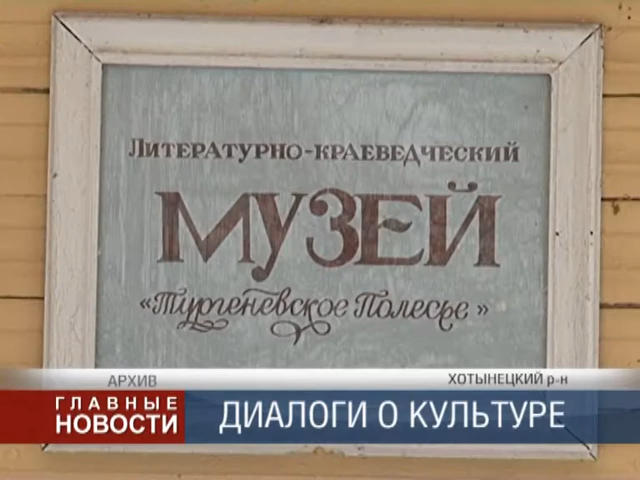 Литературно-краеведческий
МУЗЕЙ
«Тургеневское Полесье»
АРХИВ
ХОТЫНЕЦКИЙ р-н
ГЛАВНЫЕ
НОВОСТИ
ДИАЛОГИ О КУЛЬТУРЕ